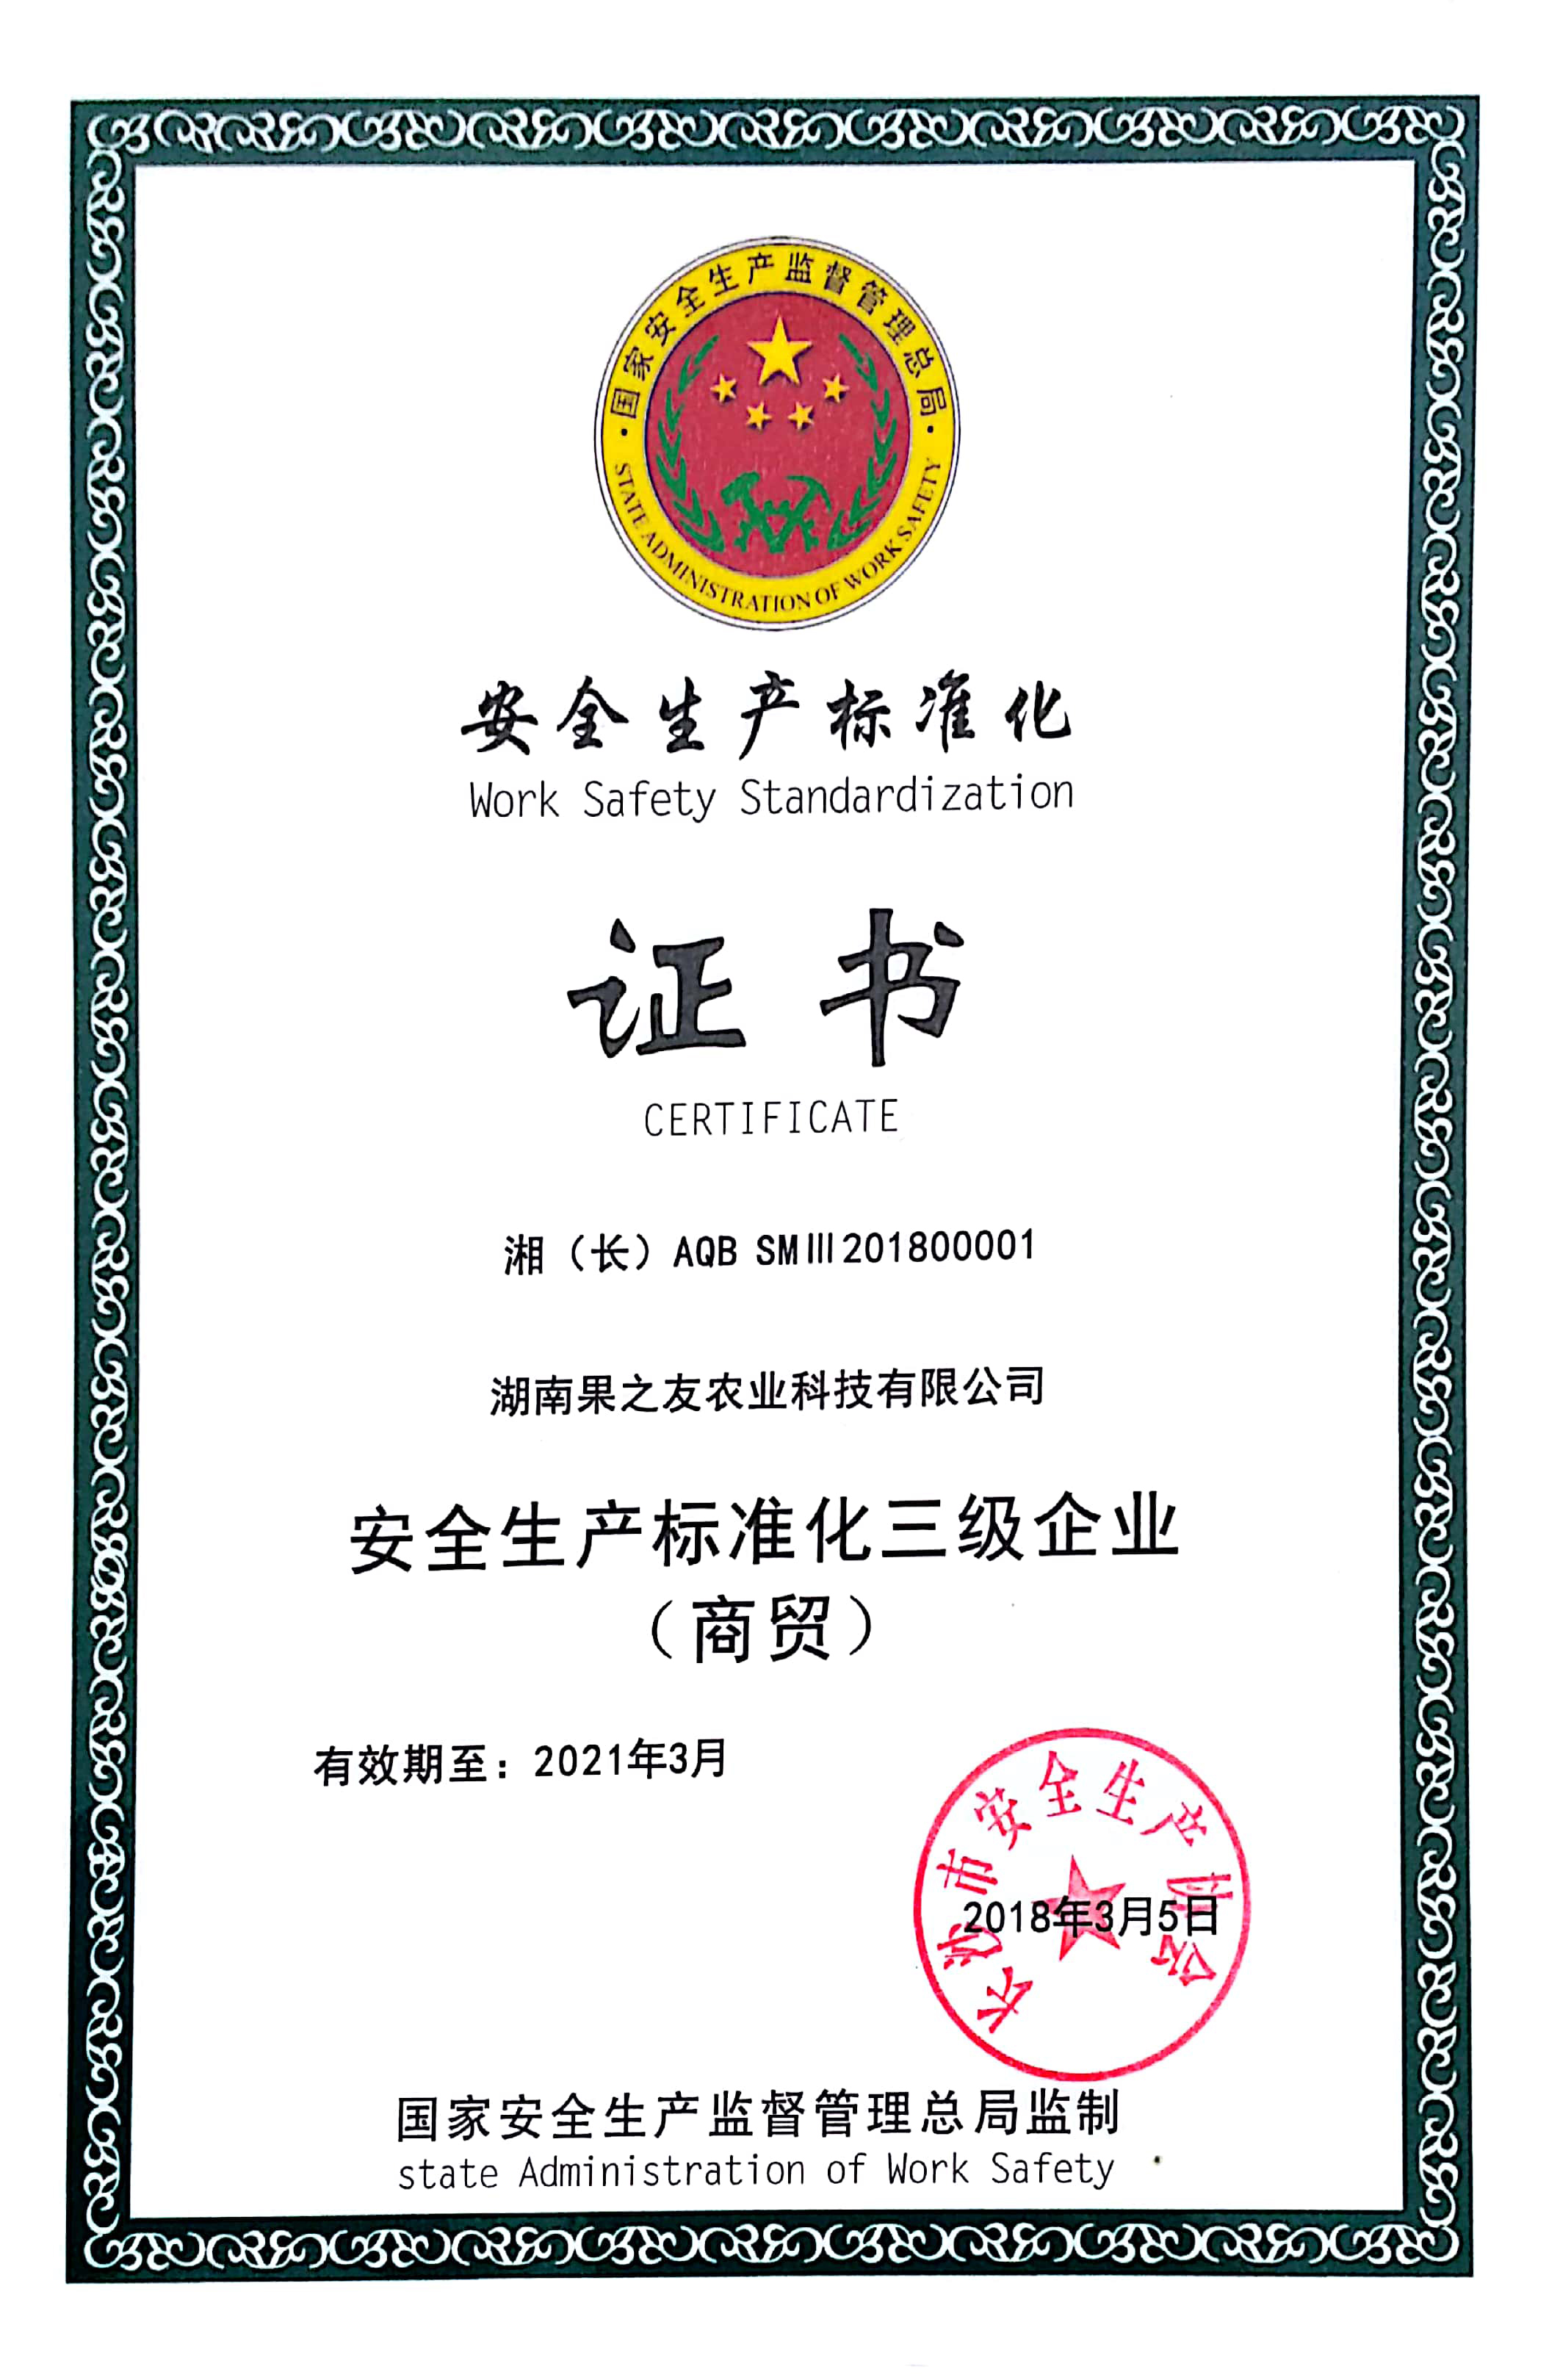 ·国家安全生产监督管理总局·
STATE ADMINISTRATION OF WORK SAFETY
安全生产标准化
Work Safety Standardization
证书
CERTIFICATE
湘（长）AQB SMⅢ201800001
湖南果之友农业科技有限公司
安全生产标准化三级企业
（商贸）
有效期至：2021年3月
长沙市安全生产协会
2018年3月5日
国家安全生产监督管理总局监制
state Administration of Work Safety